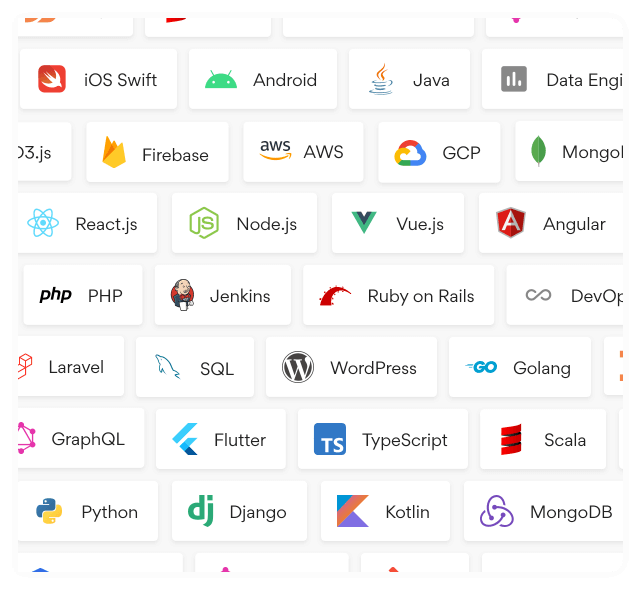 iOS Swift Android Java Data Engi
D3.js Firebase aws AWS GCP Mongo
React.js JS Node.js Vue.js A Angular
php PHP Jenkins Ruby on Rails DevOp
Laravel SQL W WordPress GO Golang
GraphQL Flutter TS TypeScript Scala
Python dj Django Kotlin MongoDB